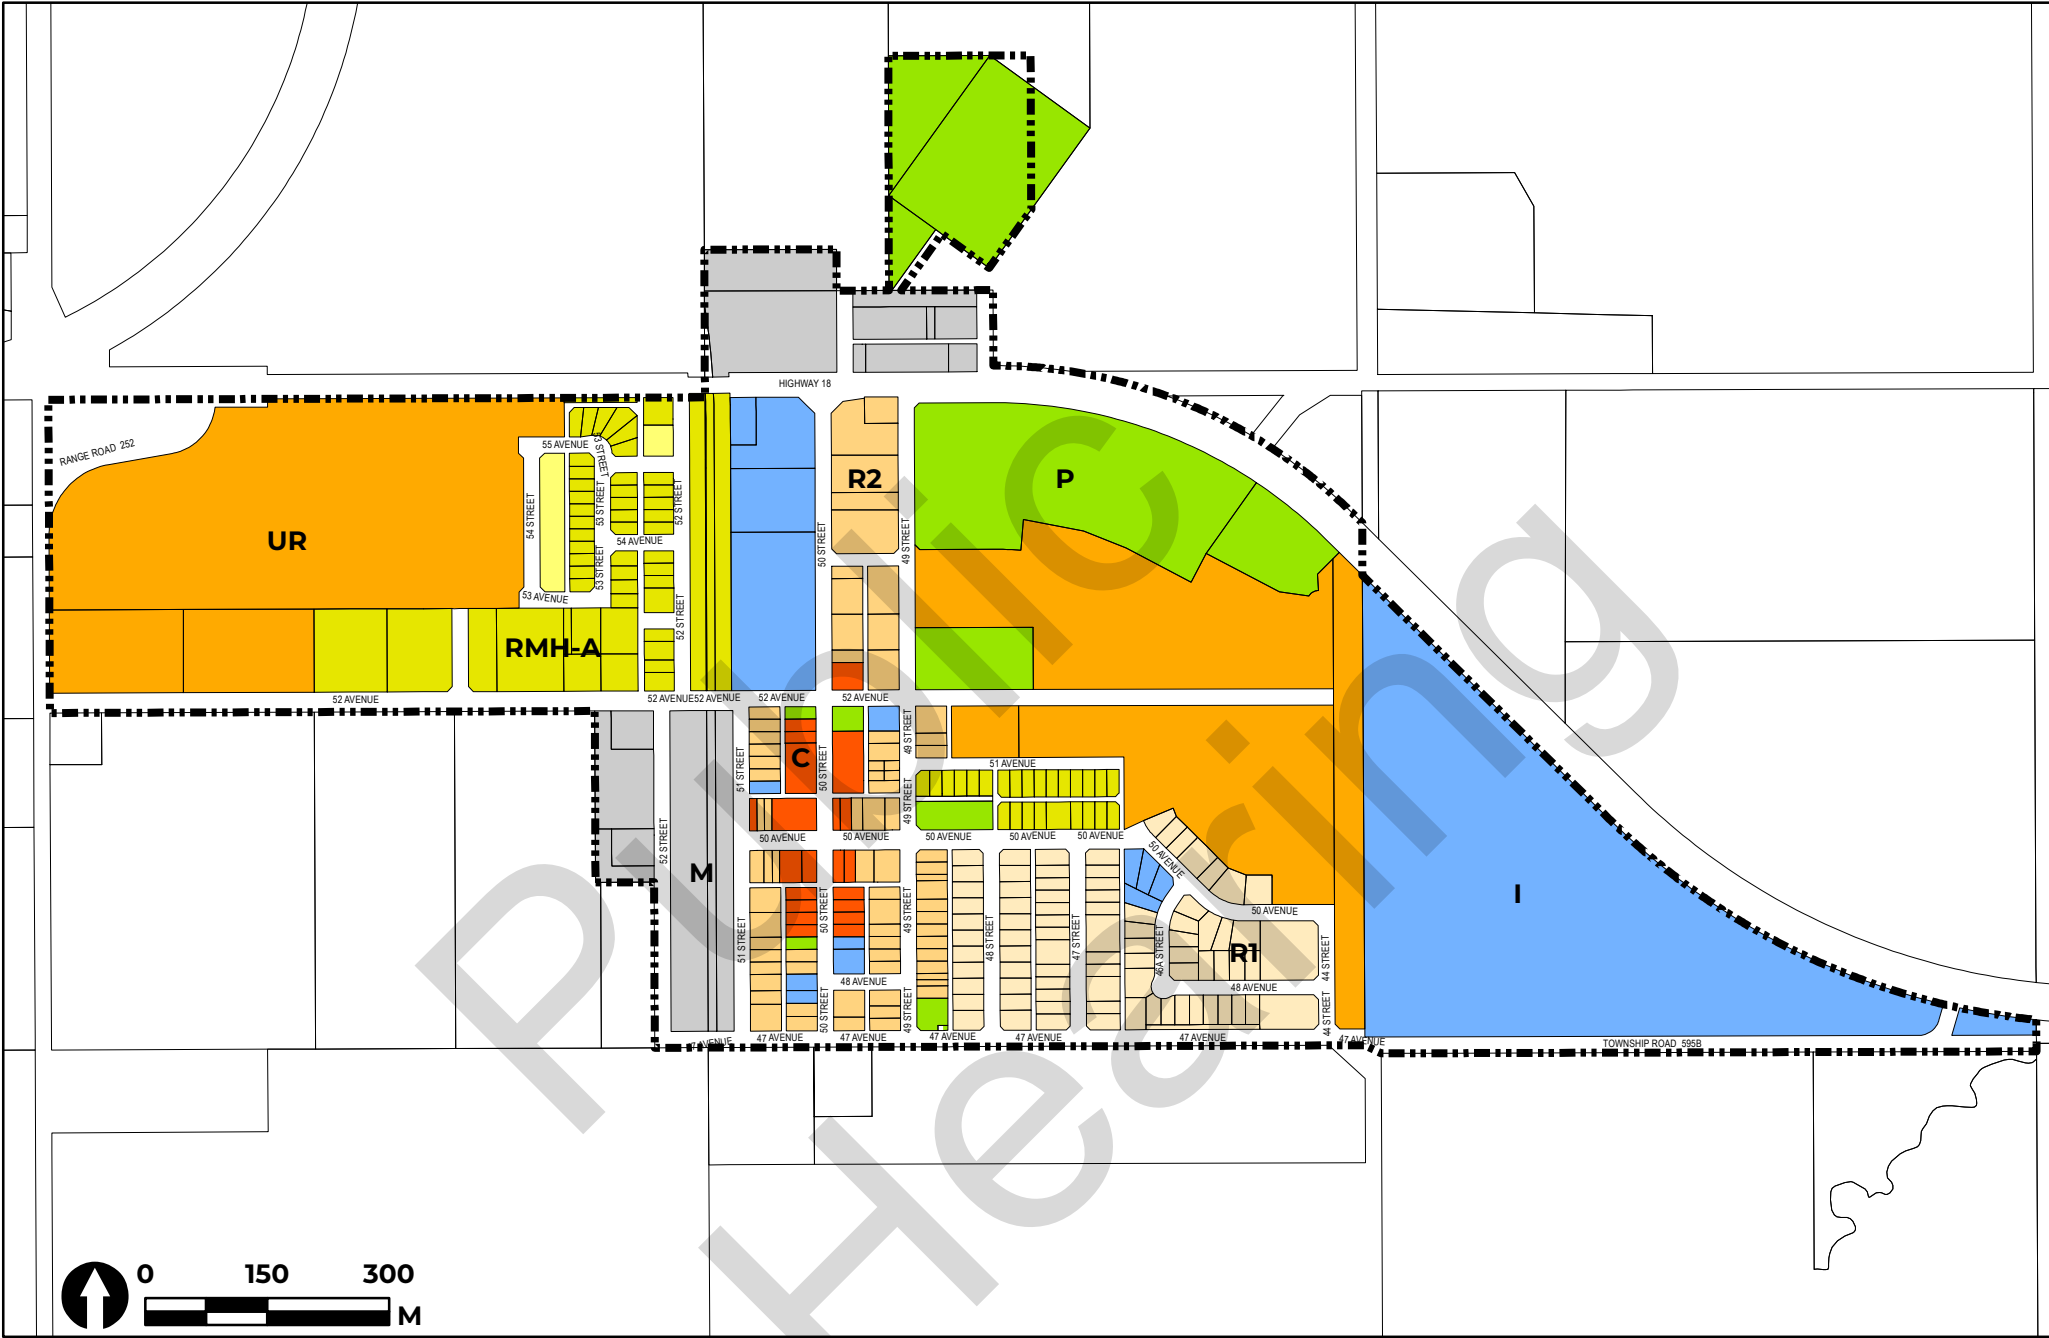 HIGHWAY 18
RANGE ROAD 252
55 AVENUE
53 STREET
R2
P
54 STREET
53 STREET
52 STREET
50 STREET
49 STREET
UR
54 AVENUE
53 STREET
53 AVENUE
52 STREET
RMH-A
52 AVENUE
52 AVENUE
52 AVENUE
52 AVENUE
52 AVENUE
49 STREET
51 STREET
C
50 STREET
51 AVENUE
49 STREET
50 AVENUE
50 AVENUE
50 AVENUE
50 AVENUE
50 AVENUE
52 STREET
M
50 AVENUE
I
50 STREET
49 STREET
50 AVENUE
51 STREET
48 STREET
47 STREET
46A STREET
R1
44 STREET
48 AVENUE
48 AVENUE
50 STREET
49 STREET
44 STREET
47 AVENUE
47 AVENUE
47 AVENUE
47 AVENUE
47 AVENUE
47 AVENUE
TOWNSHIP ROAD 595B
Public
Hearing
0 150 300
M